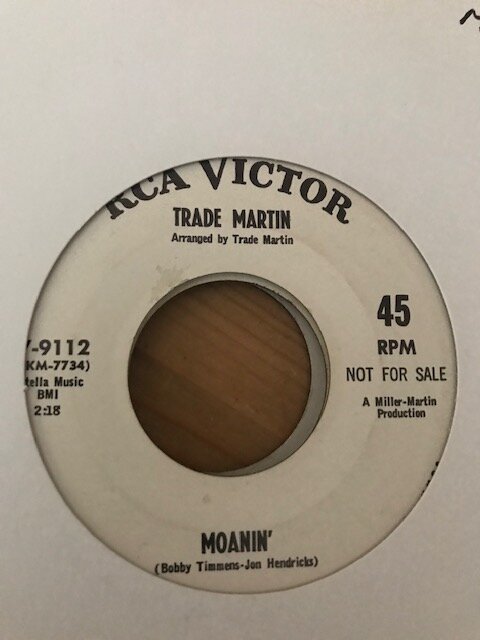 RCA VICTOR
TRADE MARTIN
Arranged by Trade Martin
45
RPM
NOT FOR SALE
A Miller-Martin
Production
-9112
KM-7734)
tella Music
BMI
2:18
MOANIN'
(Bobby Timmens-Jon Hendricks)